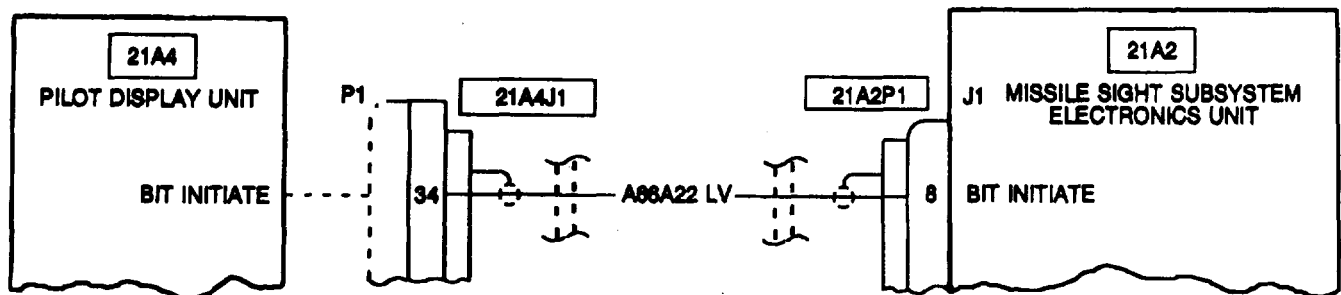 21A4
PILOT DISPLAY UNIT
P1
21A4J1
21A2P1
J1
21A2
MISSILE SIGHT SUBSYSTEM
ELECTRONICS UNIT
BIT INITIATE
34
A66A22 LV
8
BIT INITIATE